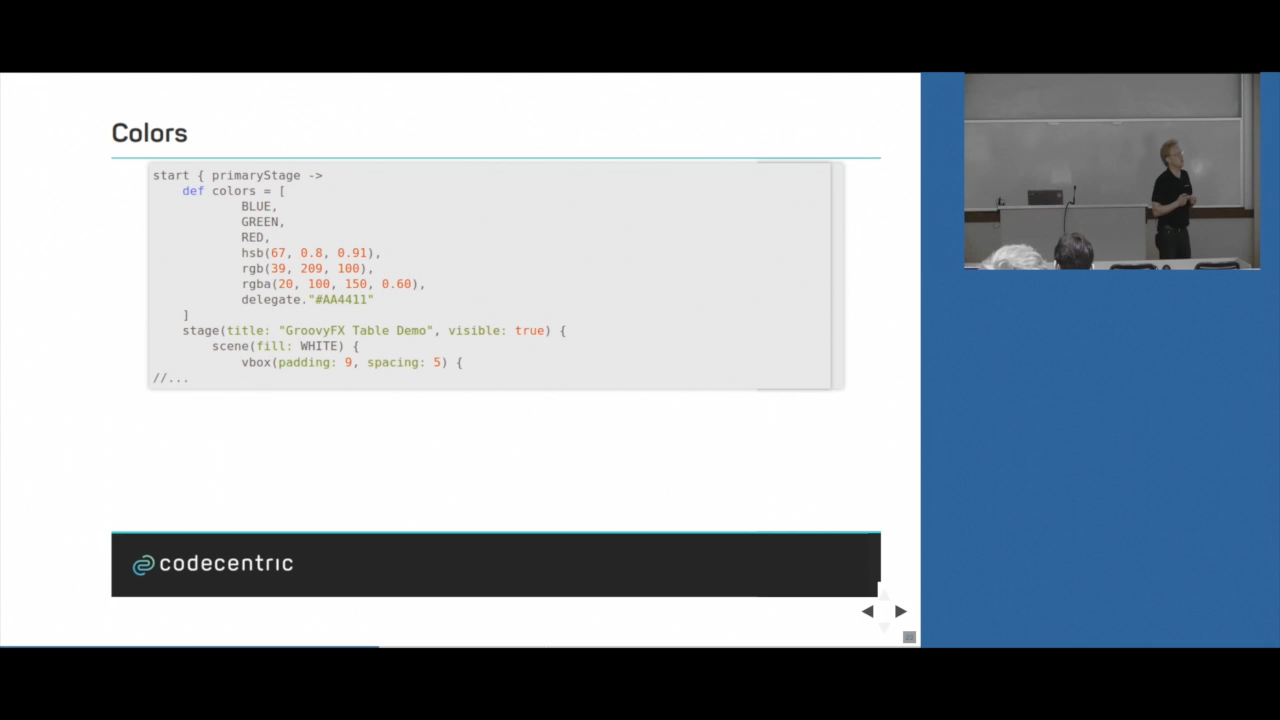 Colors
start { primaryStage ->
    def colors = [
            BLUE,
            GREEN,
            RED,
            hsb(67, 0.8, 0.91),
            rgb(39, 209, 100),
            rgba(20, 100, 150, 0.60),
            delegate."#AA4411"
    ]
    stage(title: "GroovyFX Table Demo", visible: true) {
        scene(fill: WHITE) {
            vbox(padding: 9, spacing: 5) {
//...
codecentric